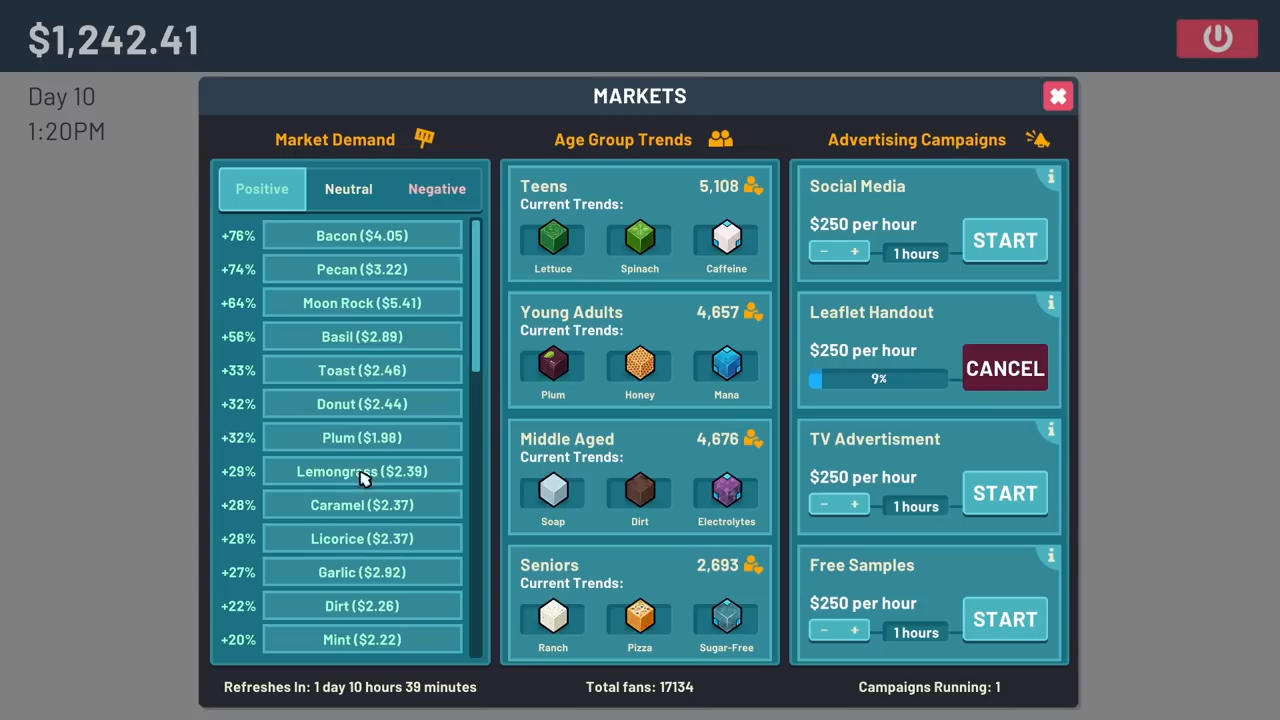 $1,242.41
Day 10
1:20PM
MARKETS
Market Demand
Positive Neutral Negative
+76% Bacon ($4.05)
+74% Pecan ($3.22)
+64% Moon Rock ($5.41)
+56% Basil ($2.89)
+33% Toast ($2.46)
+32% Donut ($2.44)
+32% Plum ($1.98)
+29% Lemongrass ($2.39)
+28% Caramel ($2.37)
+28% Licorice ($2.37)
+27% Garlic ($2.92)
+22% Dirt ($2.26)
+20% Mint ($2.22)
Refreshes In: 1 day 10 hours 39 minutes
Age Group Trends
Teens 5,108
Current Trends:
Lettuce Spinach Caffeine
Young Adults 4,657
Current Trends:
Plum Honey Mana
Middle Aged 4,676
Current Trends:
Soap Dirt Electrolytes
Seniors 2,693
Current Trends:
Ranch Pizza Sugar-Free
Total fans: 17134
Advertising Campaigns
Social Media
$250 per hour
- + 1 hours START
Leaflet Handout
$250 per hour
9% CANCEL
TV Advertisment
$250 per hour
- + 1 hours START
Free Samples
$250 per hour
- + 1 hours START
Campaigns Running: 1